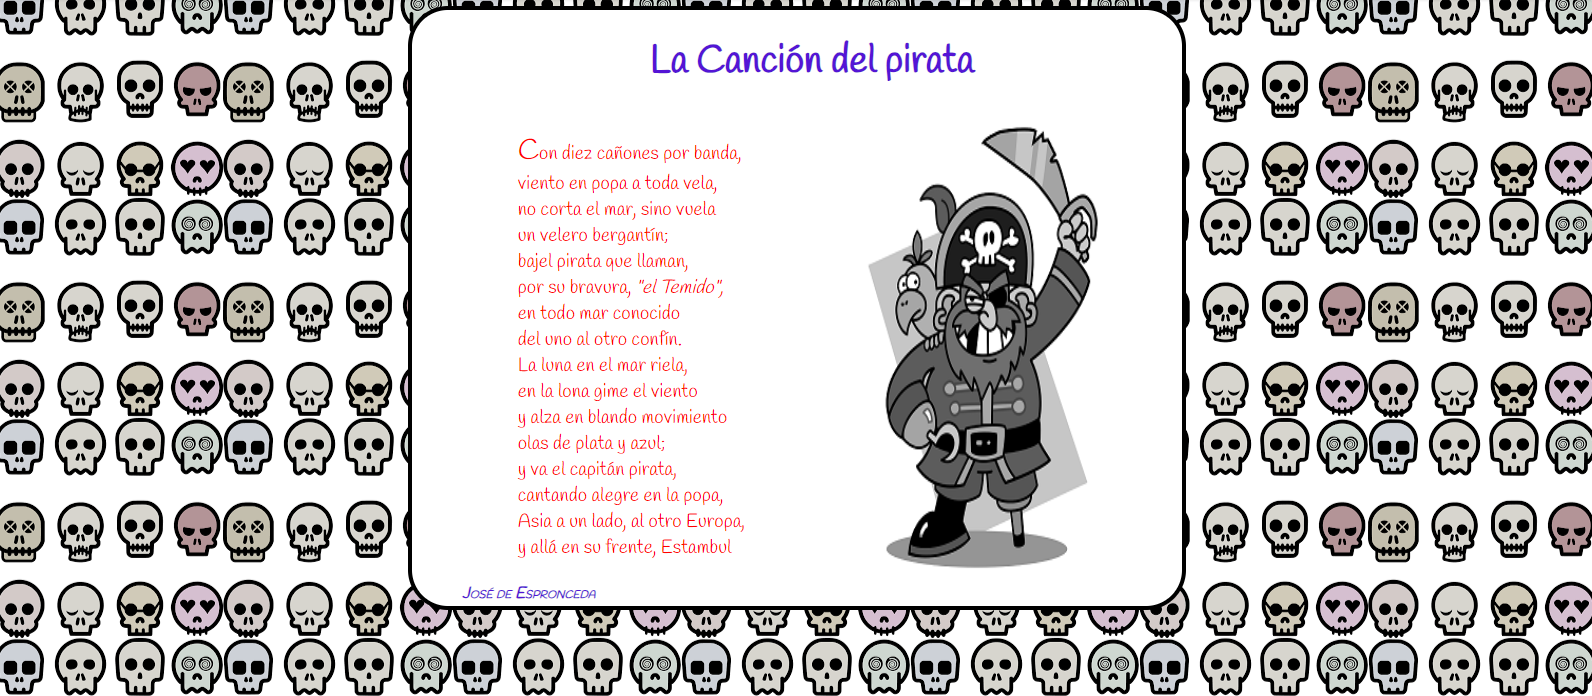 La Canción del pirata
Con diez cañones por banda,
viento en popa a toda vela,
no corta el mar, sino vuela
un velero bergantín;
bajel pirata que llaman,
por su bravura, "el Temido",
en todo mar conocido
del uno al otro confín.
La luna en el mar riela,
en la lona gime el viento
y alza en blando movimiento
olas de plata y azul;
y va el capitán pirata,
cantando alegre en la popa,
Asia a un lado, al otro Europa,
y allá en su frente, Estambul
José de Espronceda